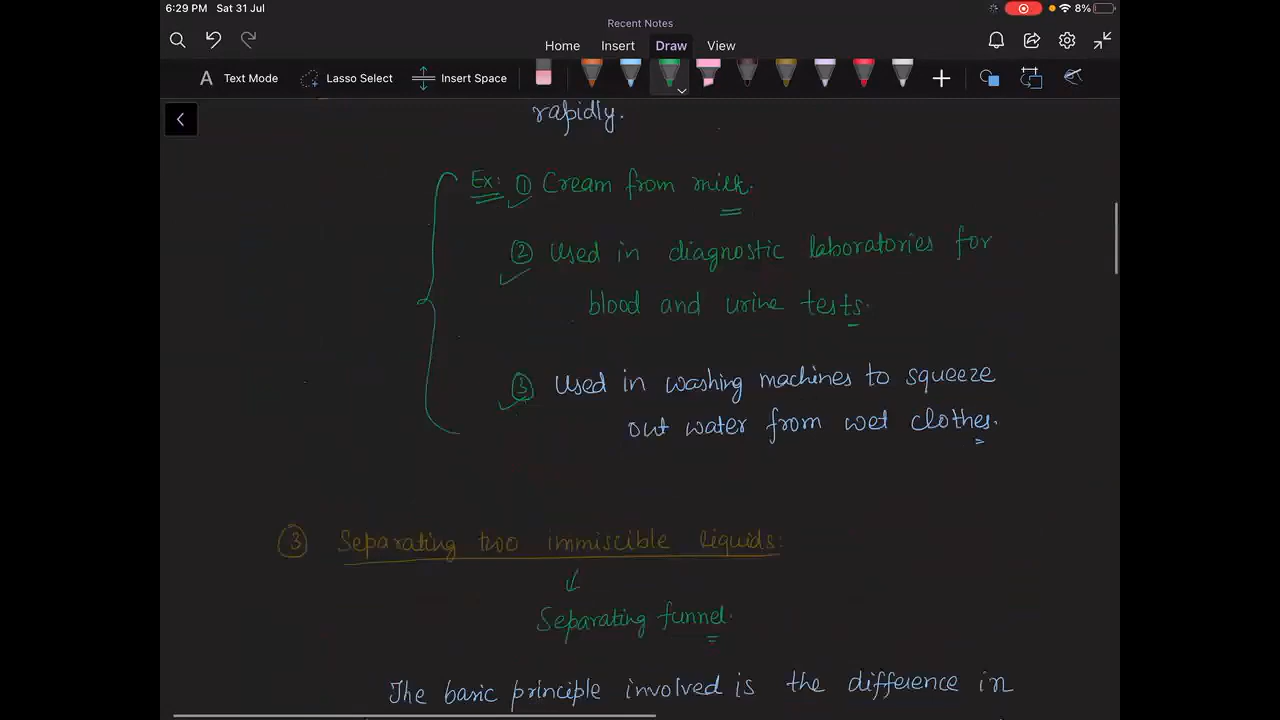 6:29 PM Sat 31 Jul
8%
Recent Notes
Home Insert Draw View
Text Mode Lasso Select Insert Space
rapidly.
Ex: ① Cream from milk.
② Used in diagnostic laboratories for
blood and urine tests.
③ Used in washing machines to squeeze
out water from wet clothes.
③ Separating two immiscible liquids:
Separating funnel.
The basic principle involved is the difference in